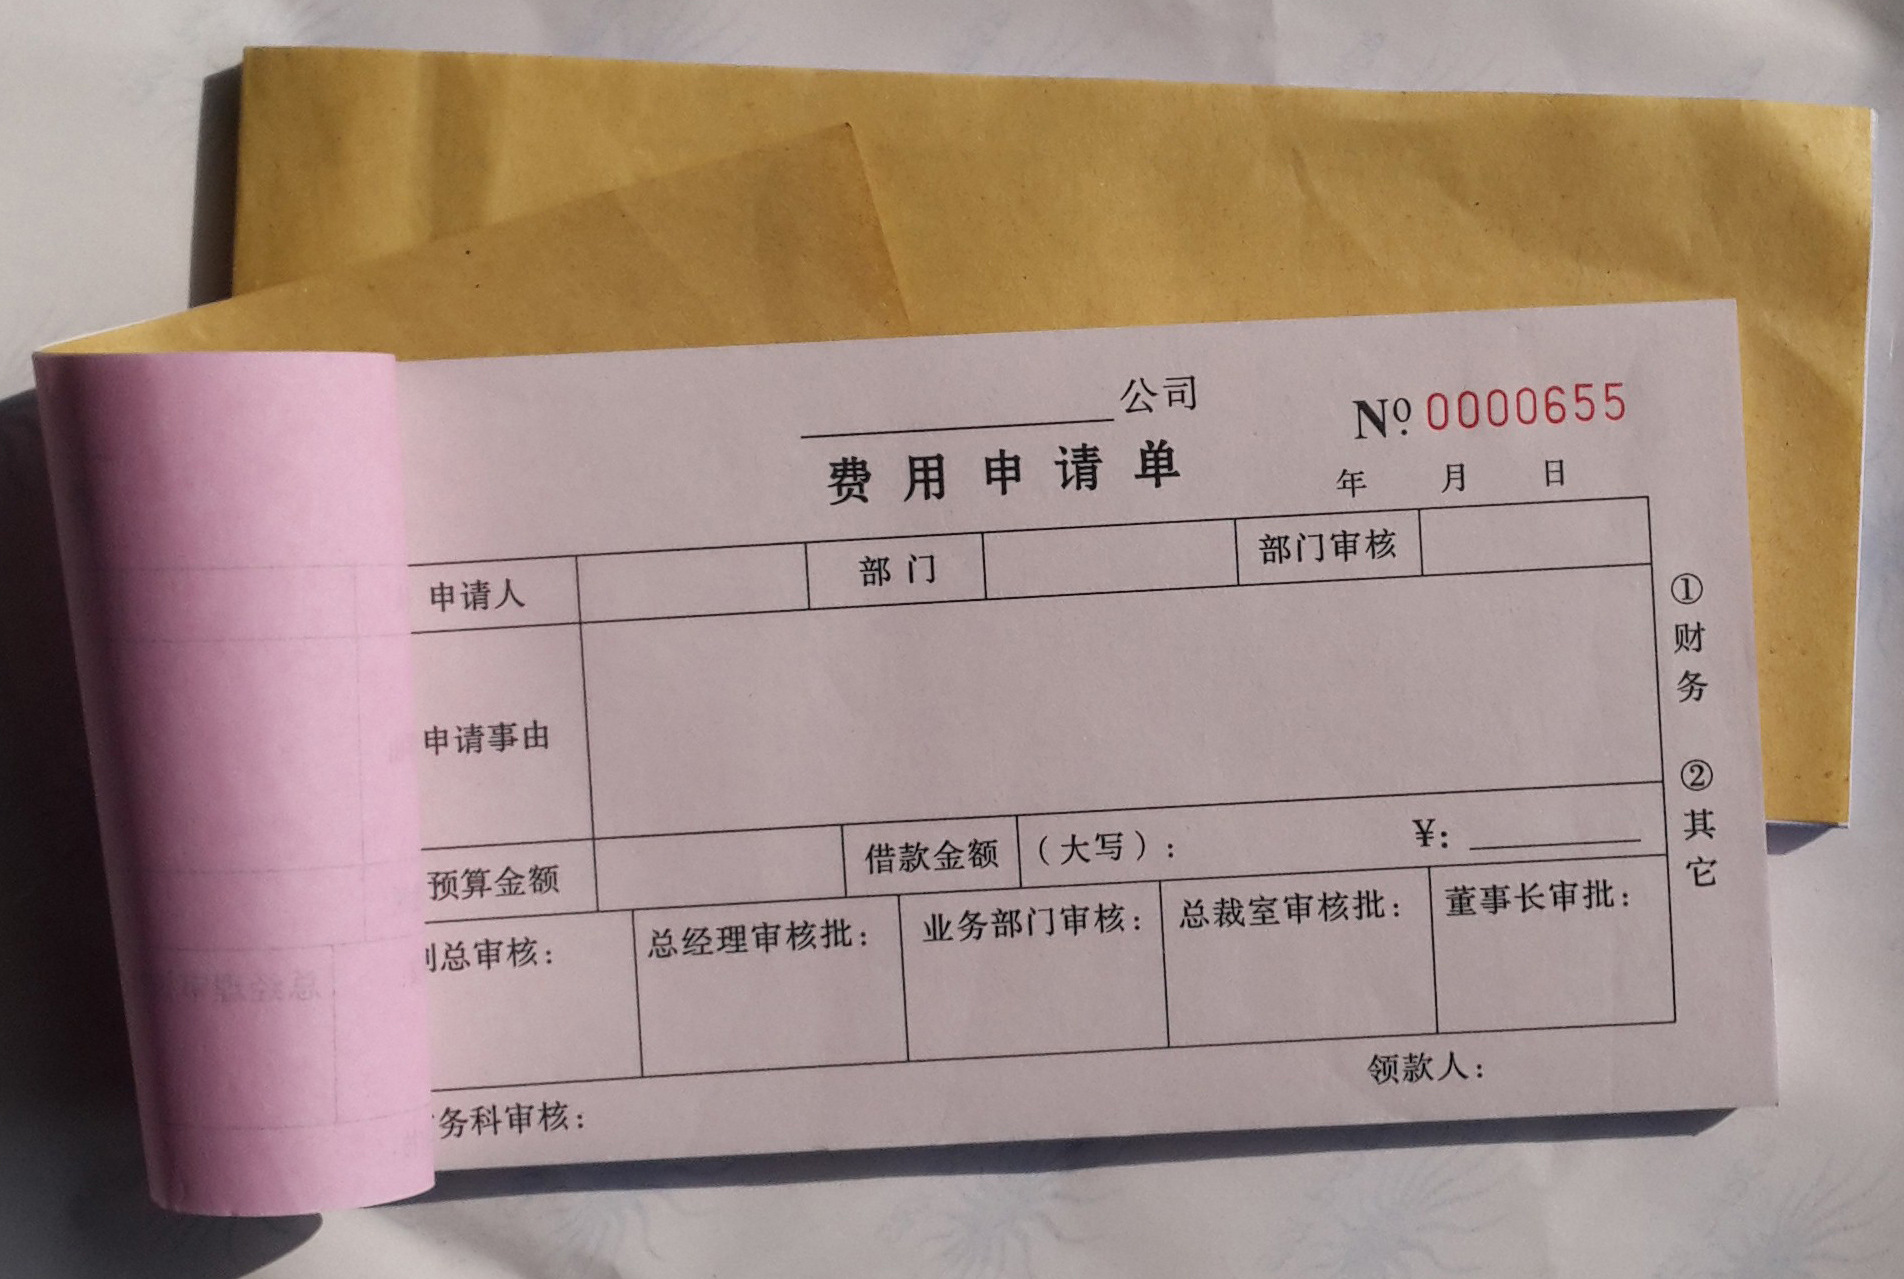 公司
№ 0000655
费用申请单
年 月 日
申请人 部门 部门审核
申请事由
预算金额 借款金额 （大写）： ¥：
总审核： 总经理审核批： 业务部门审核： 总裁室审核批： 董事长审批：
务科审核： 领款人：
①财务 ②其它